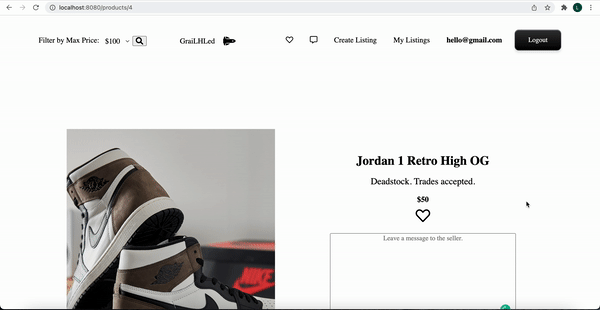 localhost:8080/products/4
L
Filter by Max Price: $100
GraiLHLed
Create Listing
My Listings
hello@gmail.com
Logout
Jordan 1 Retro High OG
Deadstock. Trades accepted.
$50
Leave a message to the seller.
NIKE